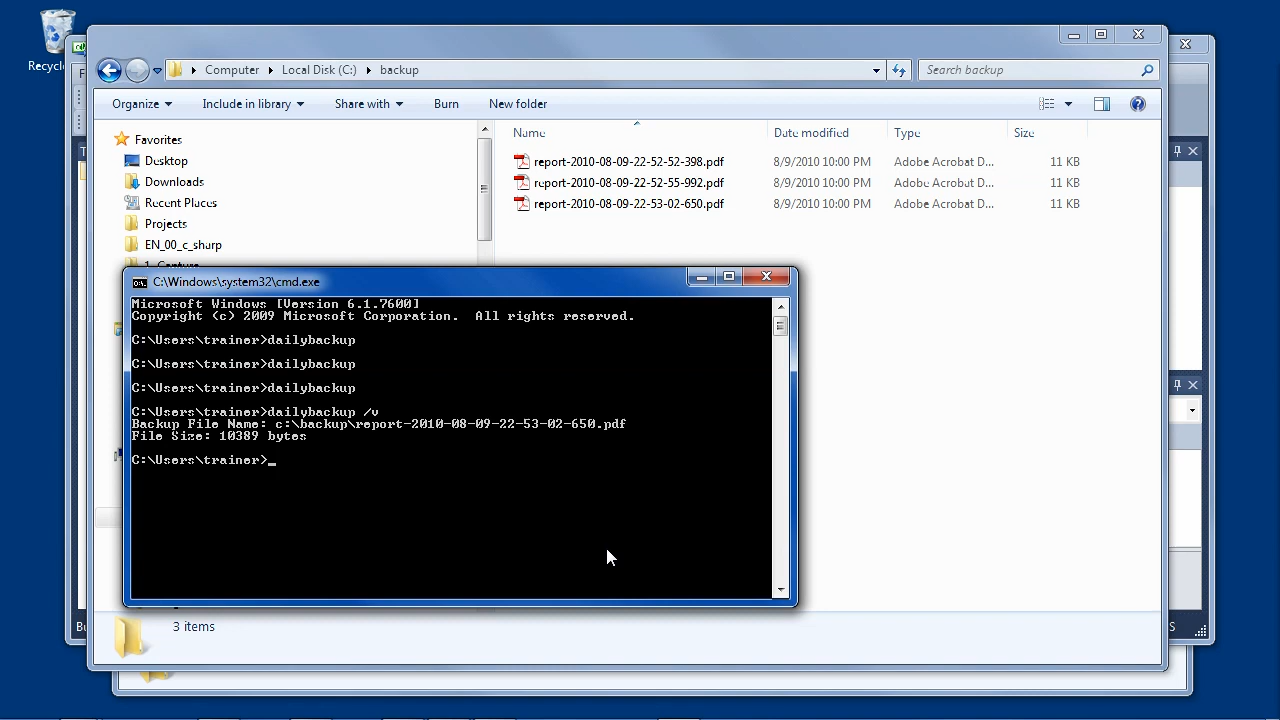 Recycl
Computer Local Disk (C:) backup
Search backup
Organize Include in library Share with Burn New folder
Favorites
Desktop
Downloads
Recent Places
Projects
EN_00_c_sharp
1_Capture
Name Date modified Type Size
report-2010-08-09-22-52-52-398.pdf 8/9/2010 10:00 PM Adobe Acrobat D... 11 KB
report-2010-08-09-22-52-55-992.pdf 8/9/2010 10:00 PM Adobe Acrobat D... 11 KB
report-2010-08-09-22-53-02-650.pdf 8/9/2010 10:00 PM Adobe Acrobat D... 11 KB
C:\Windows\system32\cmd.exe
Microsoft Windows [Version 6.1.7600]
Copyright (c) 2009 Microsoft Corporation. All rights reserved.
C:\Users\trainer>dailybackup
C:\Users\trainer>dailybackup
C:\Users\trainer>dailybackup
C:\Users\trainer>dailybackup /v
Backup File Name: c:\backup\report-2010-08-09-22-53-02-650.pdf
File Size: 10389 bytes
C:\Users\trainer>_
3 items